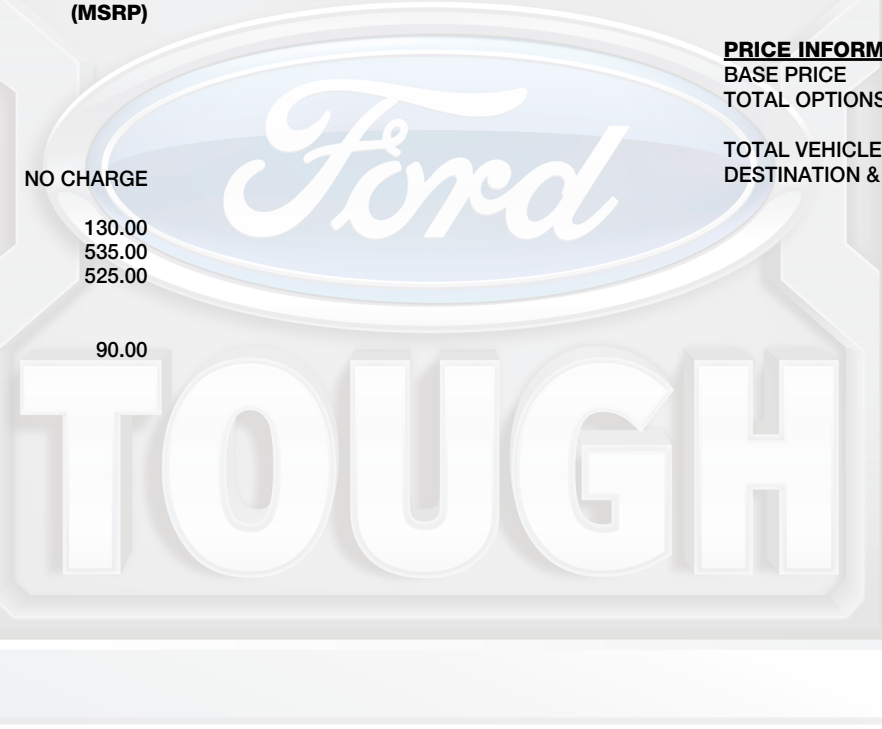 (MSRP)
NO CHARGE
130.00
535.00
525.00
90.00
PRICE INFORM
BASE PRICE
TOTAL OPTIONS
TOTAL VEHICLE
DESTINATION &
Ford
TOUGH